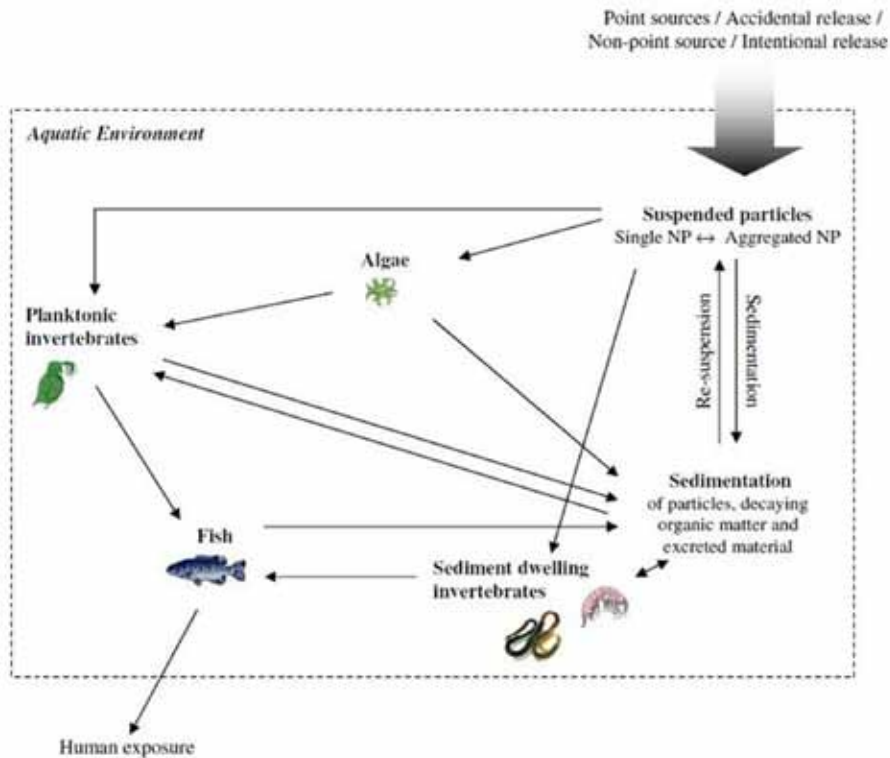 Point sources / Accidental release /
Non-point source / Intentional release
Aquatic Environment
Suspended particles
Single NP ↔ Aggregated NP
Algae
Planktonic
invertebrates
Re-suspension
Sedimentation
Sedimentation
of particles, decaying
organic matter and
excreted material
Fish
Sediment dwelling
invertebrates
Human exposure